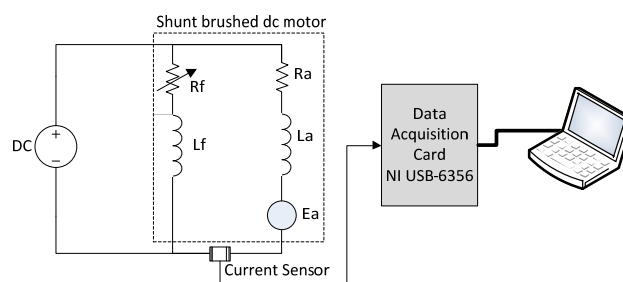 Shunt brushed dc motor
Rf
Ra
DC
+
−
Lf
La
Ea
Current Sensor
Data
Acquisition
Card
NI USB-6356